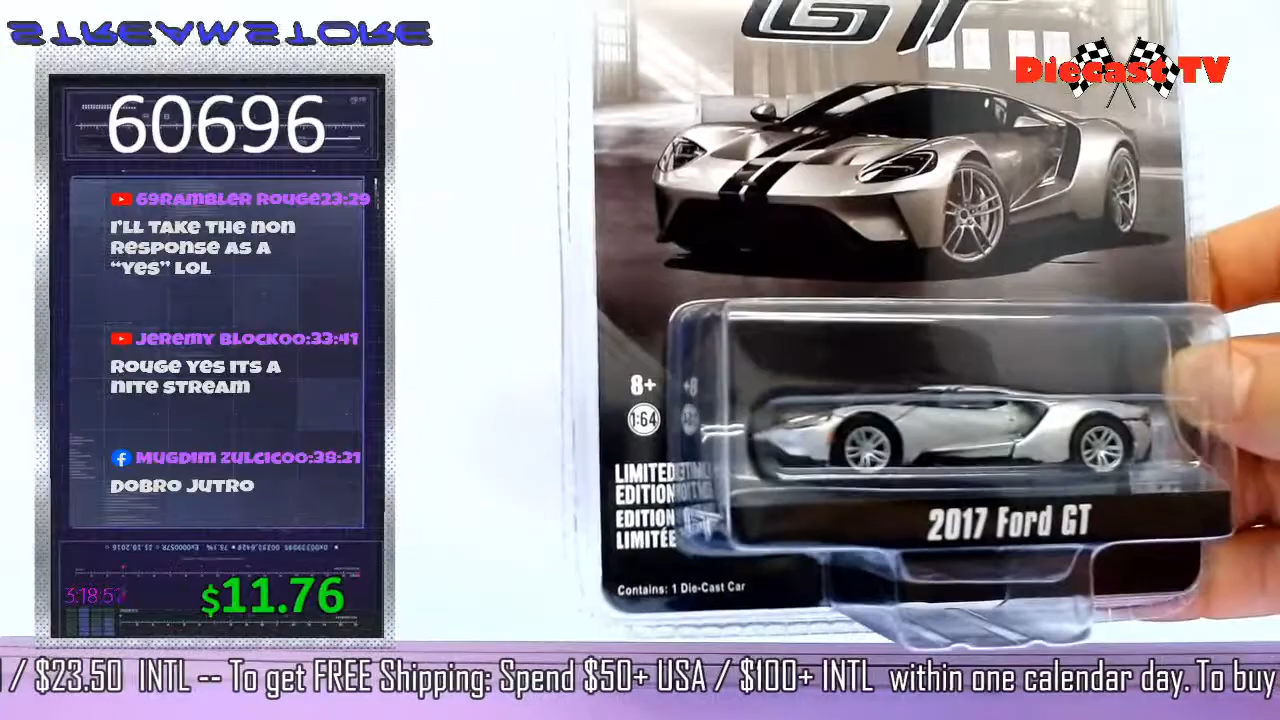 STREAM STORE
60696
69Rambler Rouge23:29
I'll take the non
response as a
“yes” LOL
Jeremy Block00:33:41
Rouge yes its a
nite stream
Mugdim Zulcic00:38:21
Dobro jutro
3:18:57
$11.76
GT
Diecast TV
8+
1:64
LIMITED
EDITION
EDITION
LIMITÉE
2017 Ford GT
Contains: 1 Die-Cast Car
/ $23.50 INTL -- To get FREE Shipping: Spend $50+ USA / $100+ INTL within one calendar day. To buy